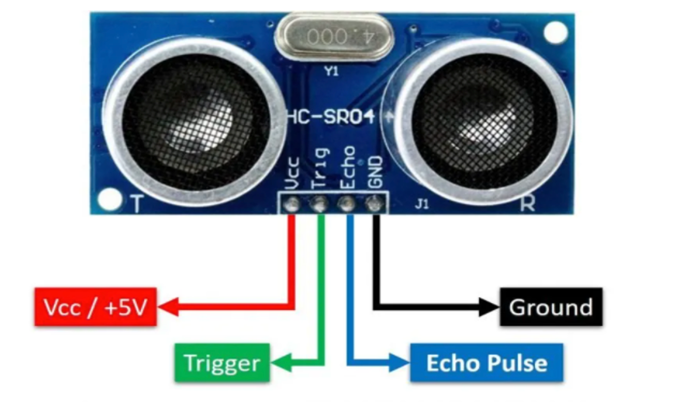 4.000
Y1
HC-SR04
Vcc
Trig
Echo
GND
T
J1
R
Vcc / +5V
Ground
Trigger
Echo Pulse